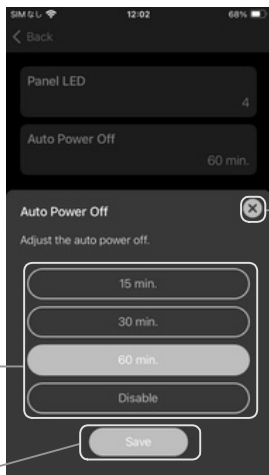 SIMなし 12:02 68%
Back
Panel LED
4
Auto Power Off
60 min.
Auto Power Off
Adjust the auto power off.
15 min.
30 min.
60 min.
Disable
Save